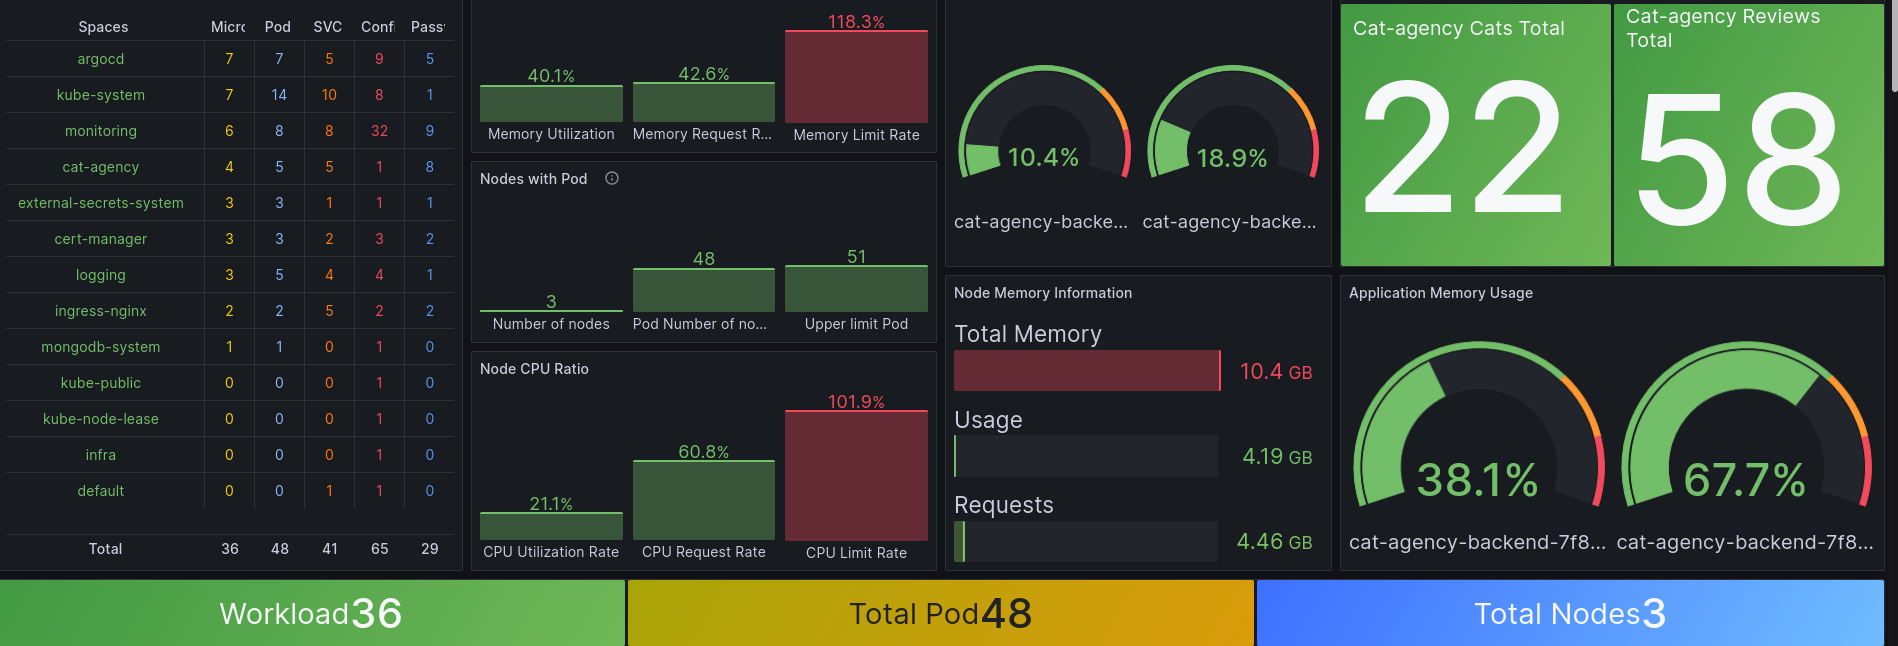 Spaces Micro Pod SVC Confi Pass
argocd 7 7 5 9 5
kube-system 7 14 10 8 1
monitoring 6 8 8 32 9
cat-agency 4 5 5 1 8
external-secrets-system 3 3 1 1 1
cert-manager 3 3 2 3 2
logging 3 5 4 4 1
ingress-nginx 2 2 5 2 2
mongodb-system 1 1 0 1 0
kube-public 0 0 0 1 0
kube-node-lease 0 0 0 1 0
infra 0 0 0 1 0
default 0 0 1 1 0
Total 36 48 41 65 29
40.1% 42.6% 118.3%
Memory Utilization Memory Request R... Memory Limit Rate
Nodes with Pod
3 48 51
Number of nodes Pod Number of no... Upper limit Pod
Node CPU Ratio
21.1% 60.8% 101.9%
CPU Utilization Rate CPU Request Rate CPU Limit Rate
10.4% 18.9%
cat-agency-backe... cat-agency-backe...
Node Memory Information
Total Memory
10.4 GB
Usage
4.19 GB
Requests
4.46 GB
Cat-agency Cats Total
22
Cat-agency Reviews
Total
58
Application Memory Usage
38.1% 67.7%
cat-agency-backend-7f8... cat-agency-backend-7f8...
Workload36
Total Pod48
Total Nodes3